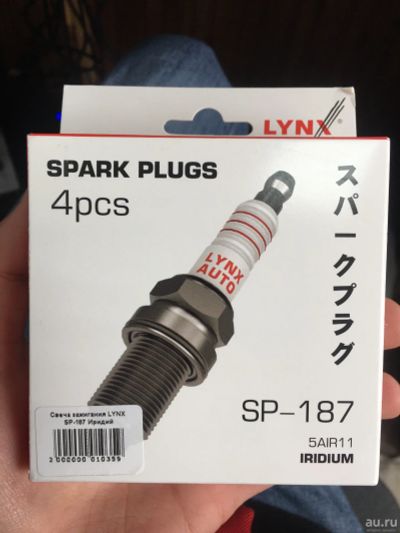 LYNX
SPARK PLUGS
4pcs
スパークプラグ
LYNX
AUTO
SP-187
5AIR11
IRIDIUM
Свеча зажигания LYNX
SP-187 Иридий
2 000000 010359
au.ru